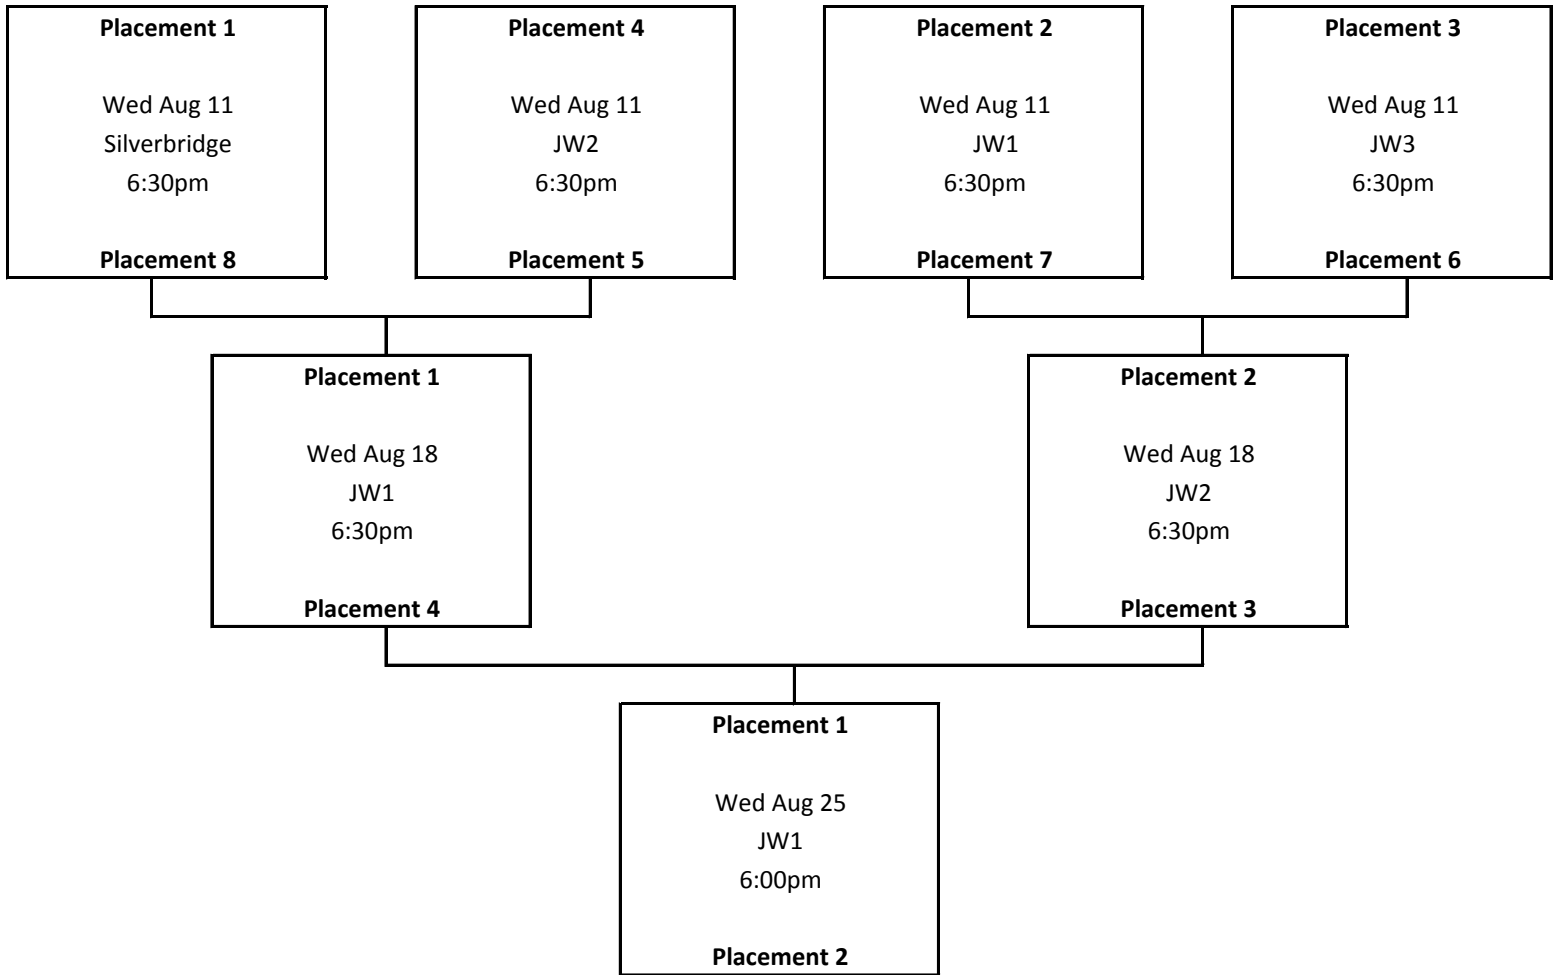 Placement 1
Wed Aug 11
Silverbridge
6:30pm
Placement 8
Placement 4
Wed Aug 11
JW2
6:30pm
Placement 5
Placement 2
Wed Aug 11
JW1
6:30pm
Placement 7
Placement 3
Wed Aug 11
JW3
6:30pm
Placement 6
Placement 1
Wed Aug 18
JW1
6:30pm
Placement 4
Placement 2
Wed Aug 18
JW2
6:30pm
Placement 3
Placement 1
Wed Aug 25
JW1
6:00pm
Placement 2